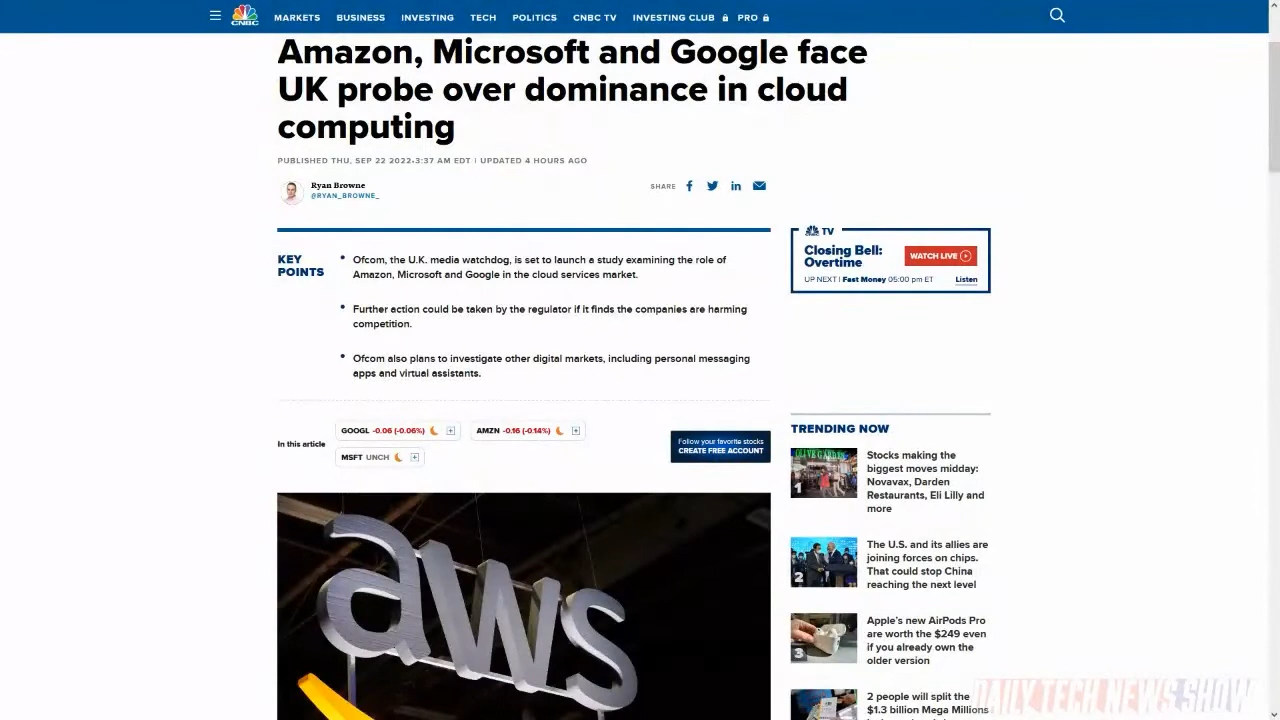 CNBC
MARKETS BUSINESS INVESTING TECH POLITICS CNBC TV INVESTING CLUB PRO
Amazon, Microsoft and Google face
UK probe over dominance in cloud
computing
PUBLISHED THU, SEP 22 2022•3:37 AM EDT | UPDATED 4 HOURS AGO
Ryan Browne
@RYAN_BROWNE_
SHARE
KEY
POINTS
• Ofcom, the U.K. media watchdog, is set to launch a study examining the role of
Amazon, Microsoft and Google in the cloud services market.
• Further action could be taken by the regulator if it finds the companies are harming
competition.
• Ofcom also plans to investigate other digital markets, including personal messaging
apps and virtual assistants.
In this article
GOOGL -0.06 (-0.06%)
AMZN -0.16 (-0.14%)
MSFT UNCH
Follow your favorite stocks
CREATE FREE ACCOUNT
aws
TV
Closing Bell:
Overtime
WATCH LIVE
UP NEXT | Fast Money 05:00 pm ET
Listen
TRENDING NOW
OLIVE GARDEN
1
Stocks making the
biggest moves midday:
Novavax, Darden
Restaurants, Eli Lilly and
more
2
The U.S. and its allies are
joining forces on chips.
That could stop China
reaching the next level
3
Apple's new AirPods Pro
are worth the $249 even
if you already own the
older version
2 people will split the
$1.3 billion Mega Millions
DAILY TECH NEWS SHOW